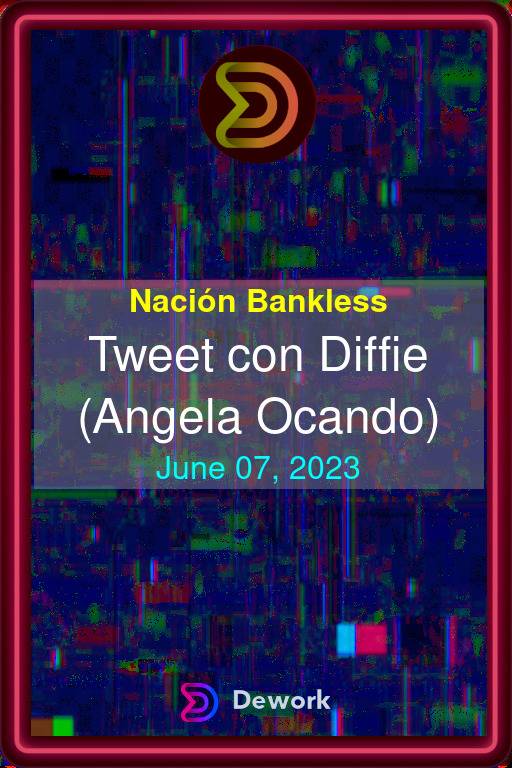 Nación Bankless
Tweet con Diffie
(Angela Ocando)
June 07, 2023
Dework